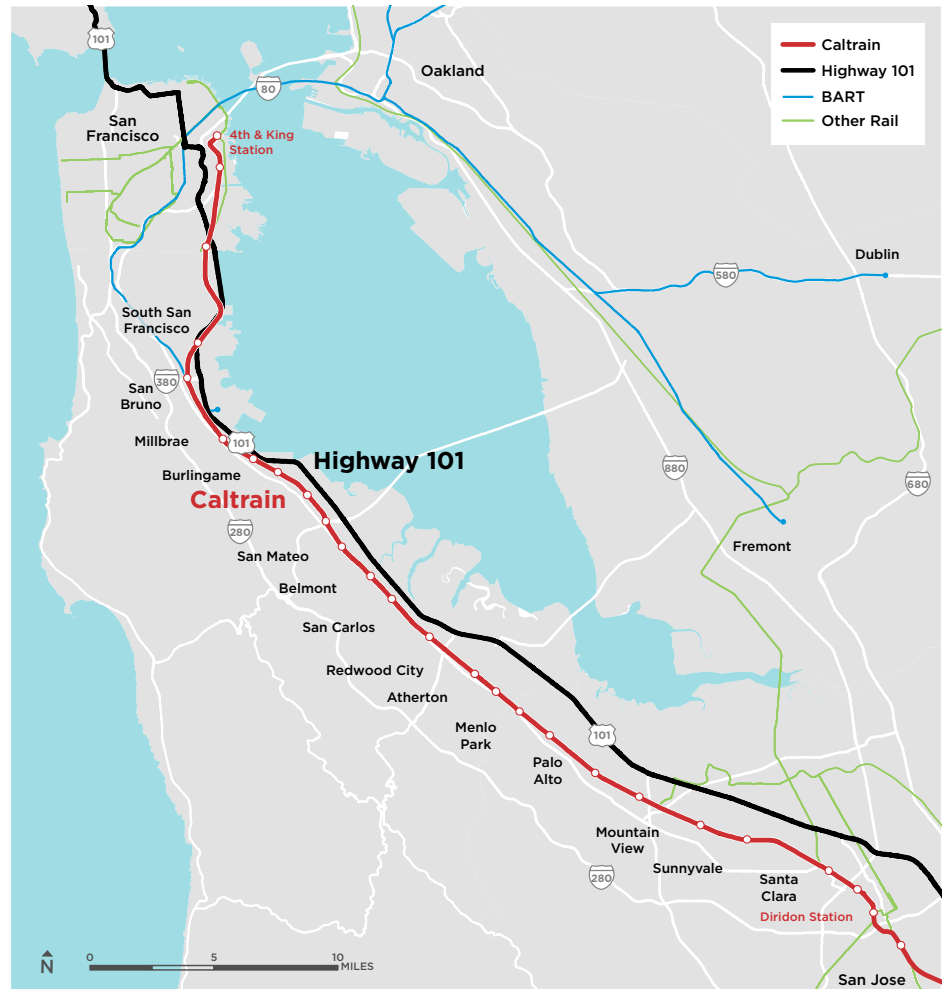 101
Caltrain
Highway 101
BART
Other Rail
Oakland
80
San
Francisco
4th & King
Station
Dublin
580
South San
Francisco
380
San
Bruno
Millbrae
101
Highway 101
Burlingame
880
680
Caltrain
280
San Mateo
Fremont
Belmont
San Carlos
Redwood City
Atherton
Menlo
Park
101
Palo
Alto
Mountain
View
Sunnyvale
280
Santa
Clara
Diridon Station
N
0
5
10
MILES
San Jose